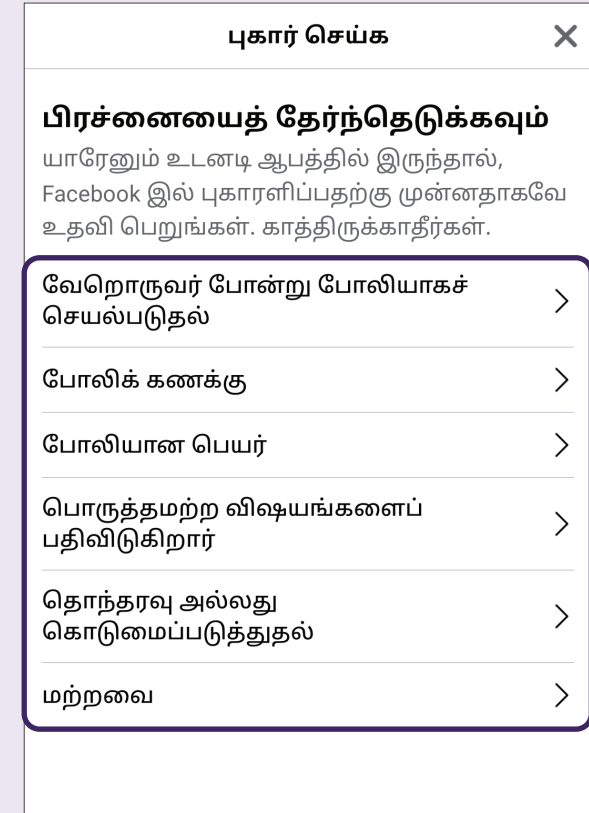 புகார் செய்க
பிரச்னையைத் தேர்ந்தெடுக்கவும்
யாரேனும் உடனடி ஆபத்தில் இருந்தால்,
Facebook இல் புகாரளிப்பதற்கு முன்னதாகவே
உதவி பெறுங்கள். காத்திருக்காதீர்கள்.
வேறொருவர் போன்று போலியாகச்
செயல்படுதல்
போலிக் கணக்கு
போலியான பெயர்
பொருத்தமற்ற விஷயங்களைப்
பதிவிடுகிறார்
தொந்தரவு அல்லது
கொடுமைப்படுத்துதல்
மற்றவை